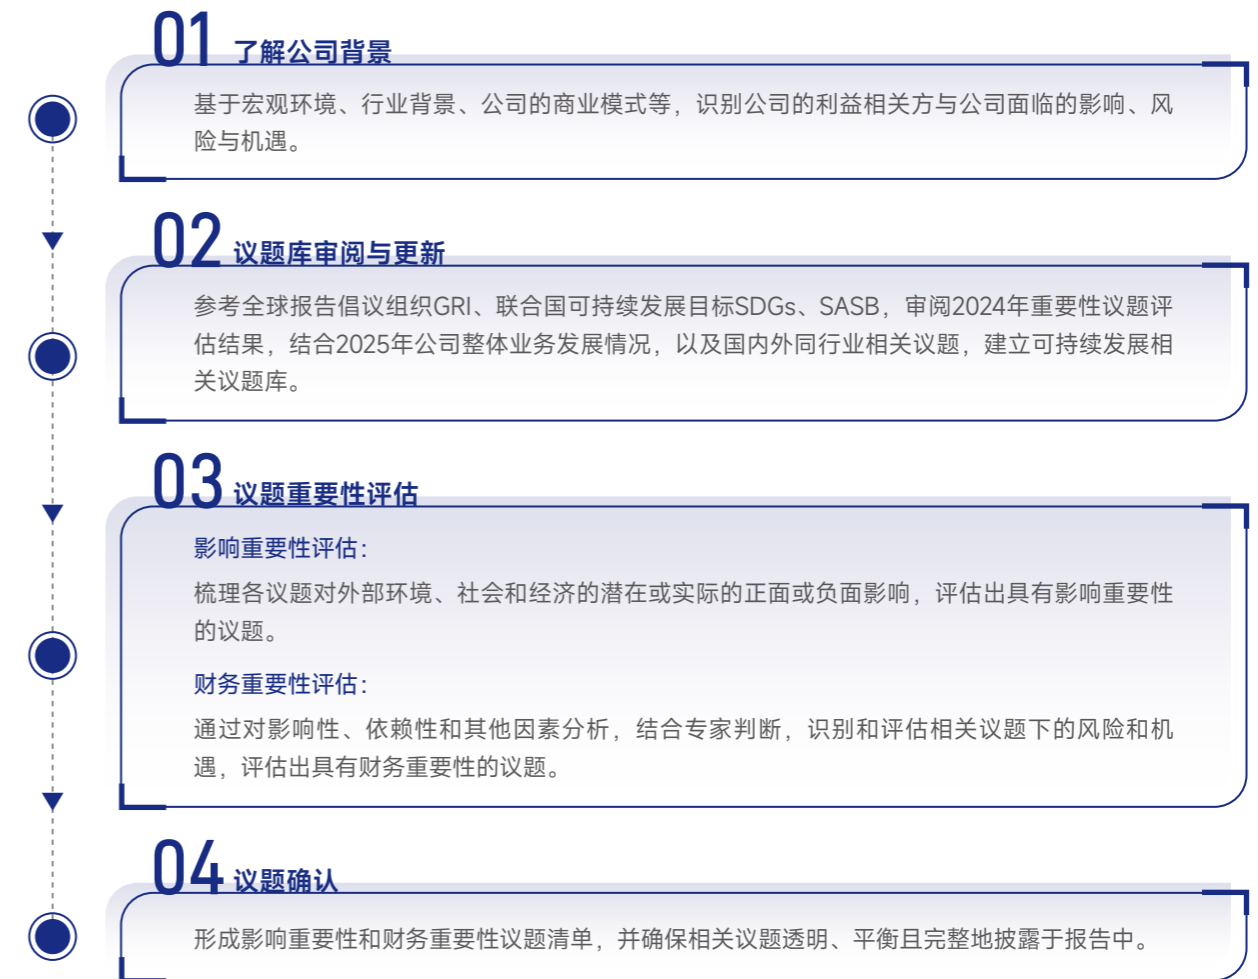 01 了解公司背景
基于宏观环境、行业背景、公司的商业模式等，识别公司的利益相关方与公司面临的影响、风
险与机遇。
02 议题库审阅与更新
参考全球报告倡议组织GRI、联合国可持续发展目标SDGs、SASB，审阅2024年重要性议题评
估结果，结合2025年公司整体业务发展情况，以及国内外同行业相关议题，建立可持续发展相
关议题库。
03 议题重要性评估
影响重要性评估：
梳理各议题对外部环境、社会和经济的潜在或实际的正面或负面影响，评估出具有影响重要性
的议题。
财务重要性评估：
通过对影响性、依赖性和其他因素分析，结合专家判断，识别和评估相关议题下的风险和机
遇，评估出具有财务重要性的议题。
04 议题确认
形成影响重要性和财务重要性议题清单，并确保相关议题透明、平衡且完整地披露于报告中。